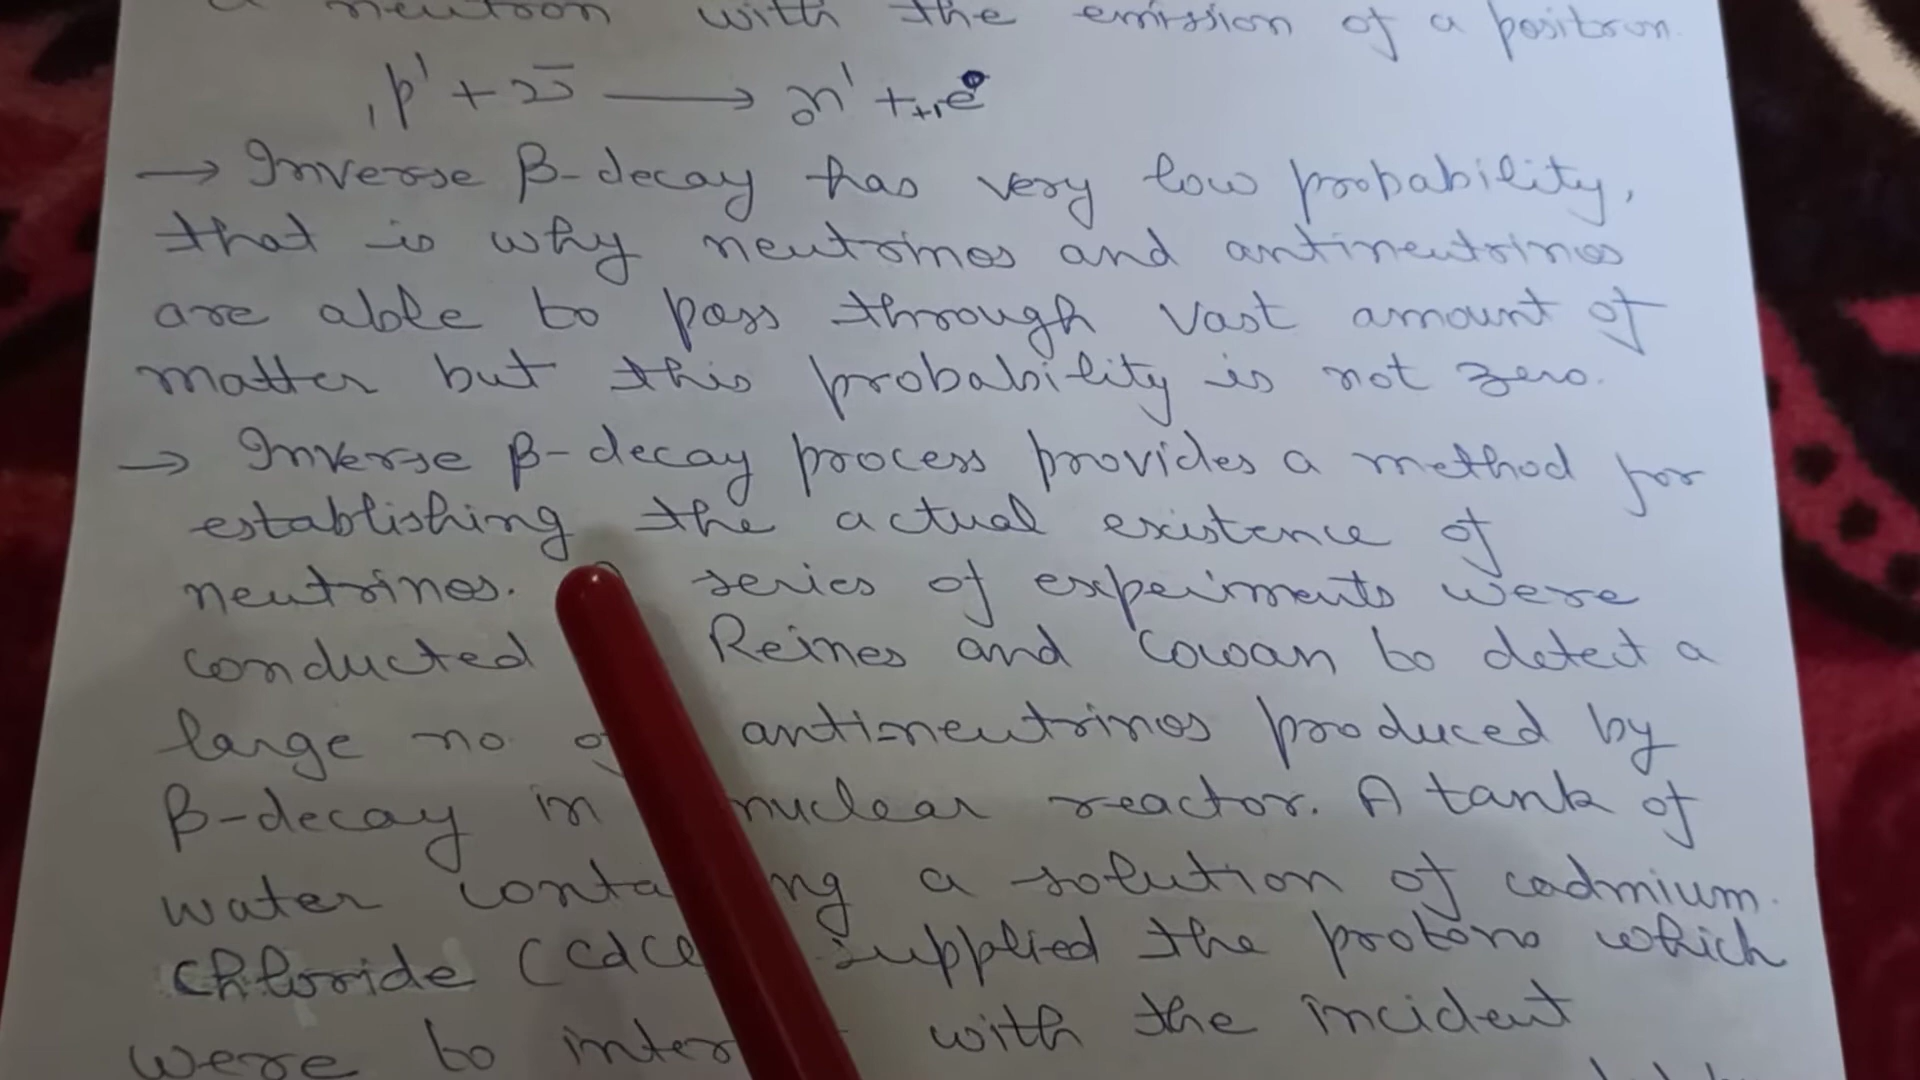 a neutron with the emission of a positron.
₁p¹ + ν̄ ⟶ ₀n¹ + ₊₁e⁰
→ Inverse β-decay has very low probability,
that is why neutrinos and antineutrinos
are able to pass through vast amount of
matter but this probability is not zero.
→ Inverse β-decay process provides a method for
establishing the actual existence of
neutrinos. series of experiments were
conducted Reines and Cowan to detect a
large no. of antineutrinos produced by
β-decay in nuclear reactor. A tank of
water containing a solution of cadmium
chloride (CdCl supplied the protons which
were to with the incident